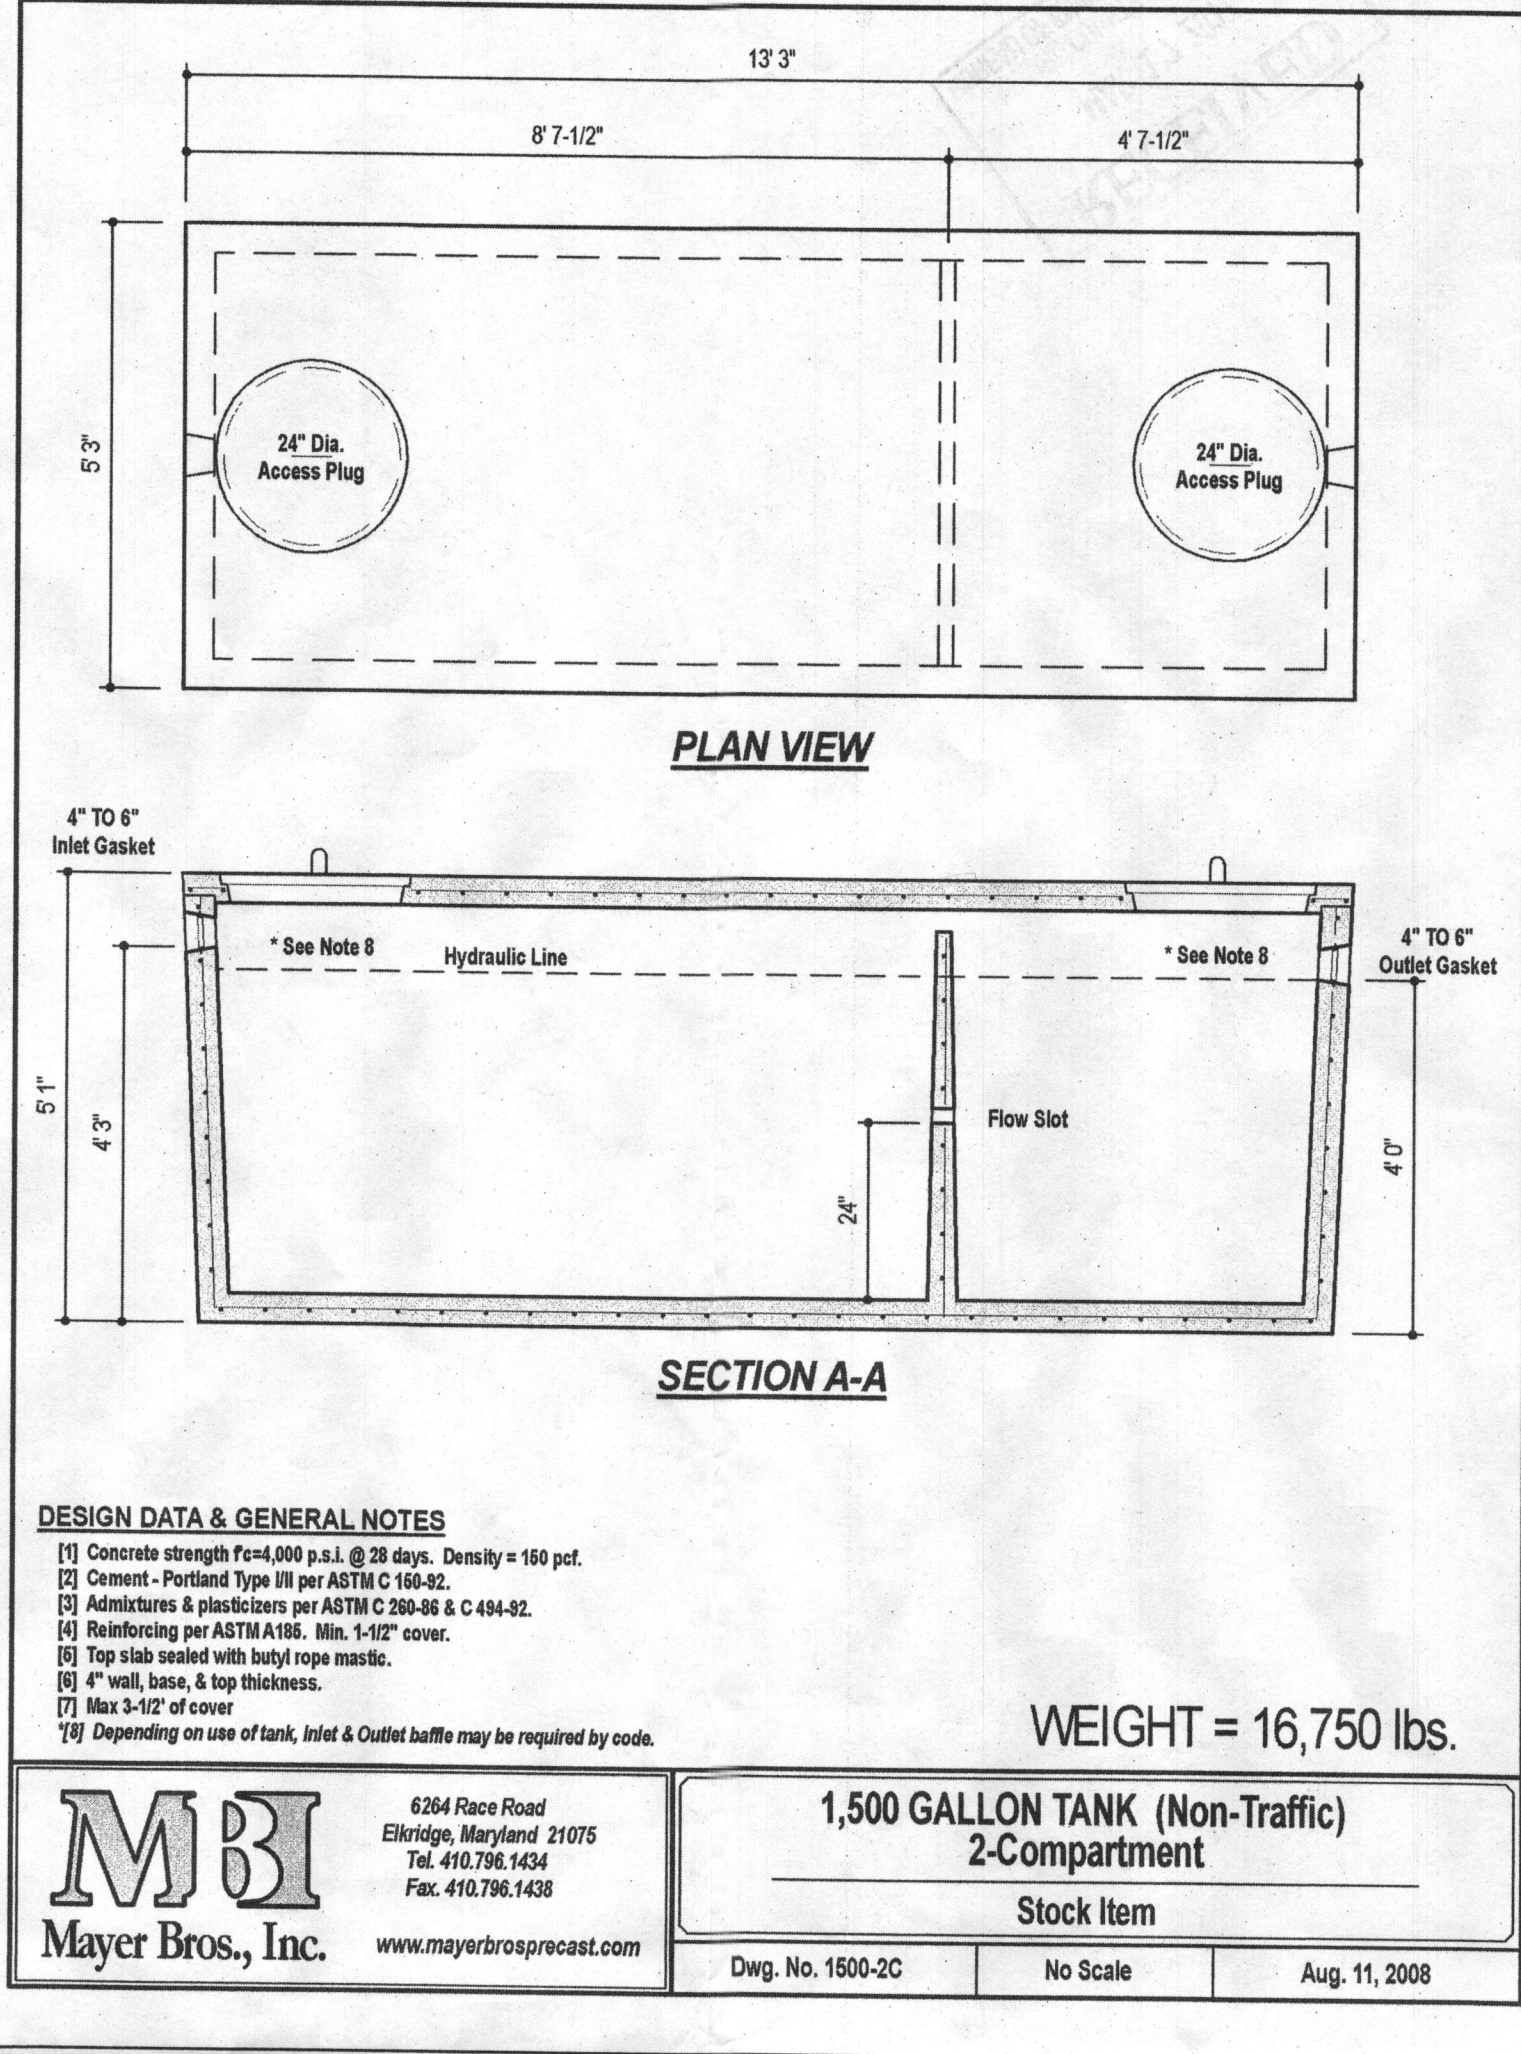 13' 3"
8' 7-1/2"
4' 7-1/2"
5' 3"
24" Dia.
Access Plug
24" Dia.
Access Plug
PLAN VIEW
4" TO 6"
Inlet Gasket
* See Note 8
Hydraulic Line
* See Note 8
4" TO 6"
Outlet Gasket
5' 1"
4' 3"
Flow Slot
24"
4' 0"
SECTION A-A
DESIGN DATA & GENERAL NOTES
[1] Concrete strength f'c=4,000 p.s.i. @ 28 days. Density = 150 pcf.
[2] Cement - Portland Type I/II per ASTM C 150-92.
[3] Admixtures & plasticizers per ASTM C 260-86 & C 494-92.
[4] Reinforcing per ASTM A185. Min. 1-1/2" cover.
[5] Top slab sealed with butyl rope mastic.
[6] 4" wall, base, & top thickness.
[7] Max 3-1/2' of cover
*[8] Depending on use of tank, Inlet & Outlet baffle may be required by code.
WEIGHT = 16,750 lbs.
MBI
Mayer Bros., Inc.
6264 Race Road
Elkridge, Maryland 21075
Tel. 410.796.1434
Fax. 410.796.1438
www.mayerbrosprecast.com
1,500 GALLON TANK (Non-Traffic)
2-Compartment
Stock Item
Dwg. No. 1500-2C
No Scale
Aug. 11, 2008